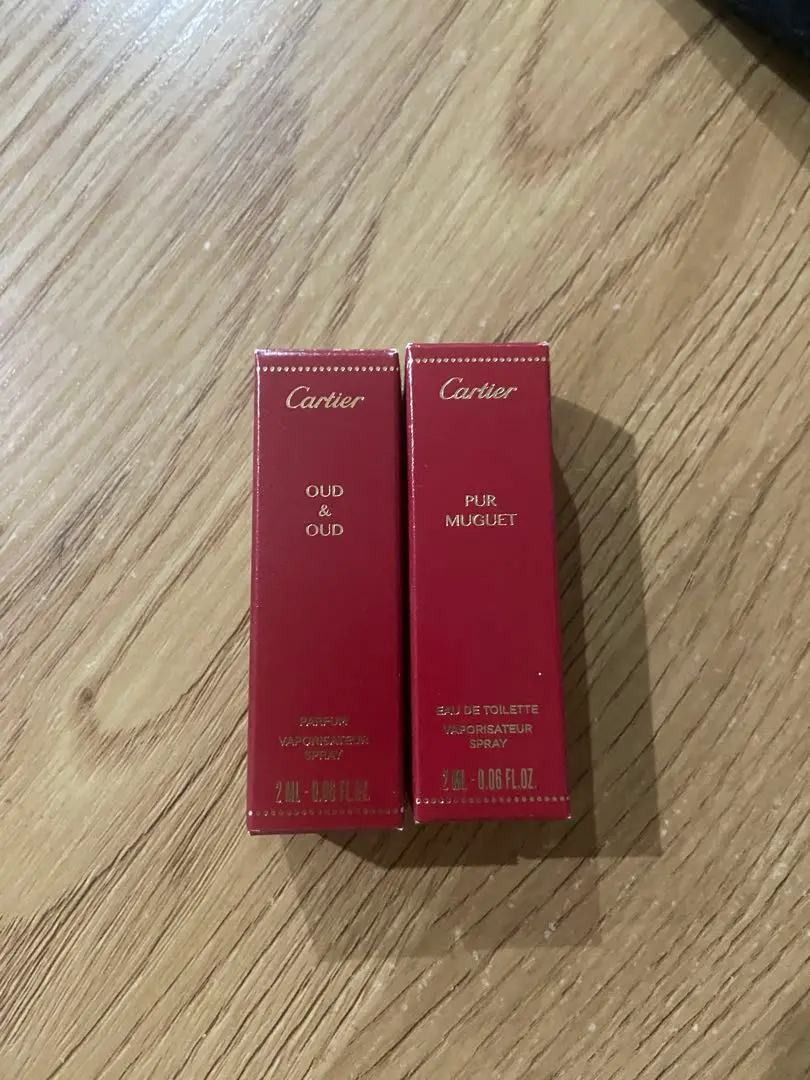 Cartier
OUD
&
OUD
PARFUM
VAPORISATEUR
SPRAY
2 ML - 0.06 FL.OZ.
Cartier
PUR
MUGUET
EAU DE TOILETTE
VAPORISATEUR
SPRAY
2 ML - 0.06 FL.OZ.